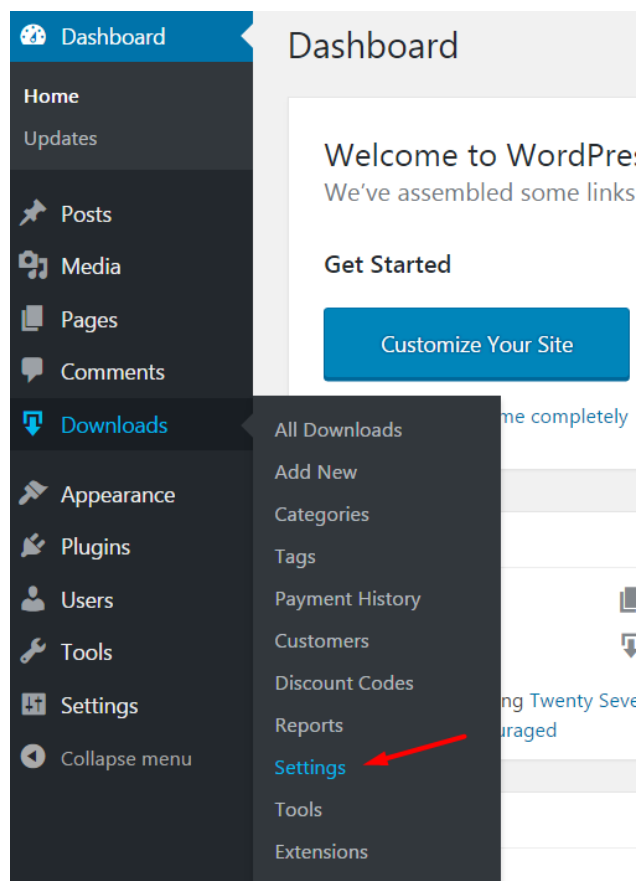 Dashboard
Home
Updates
Posts
Media
Pages
Comments
Downloads
Appearance
Plugins
Users
Tools
Settings
Collapse menu
All Downloads
Add New
Categories
Tags
Payment History
Customers
Discount Codes
Reports
Settings
Tools
Extensions
Dashboard
Welcome to WordPres
We've assembled some links
Get Started
Customize Your Site
me completely
ng Twenty Seve
uraged